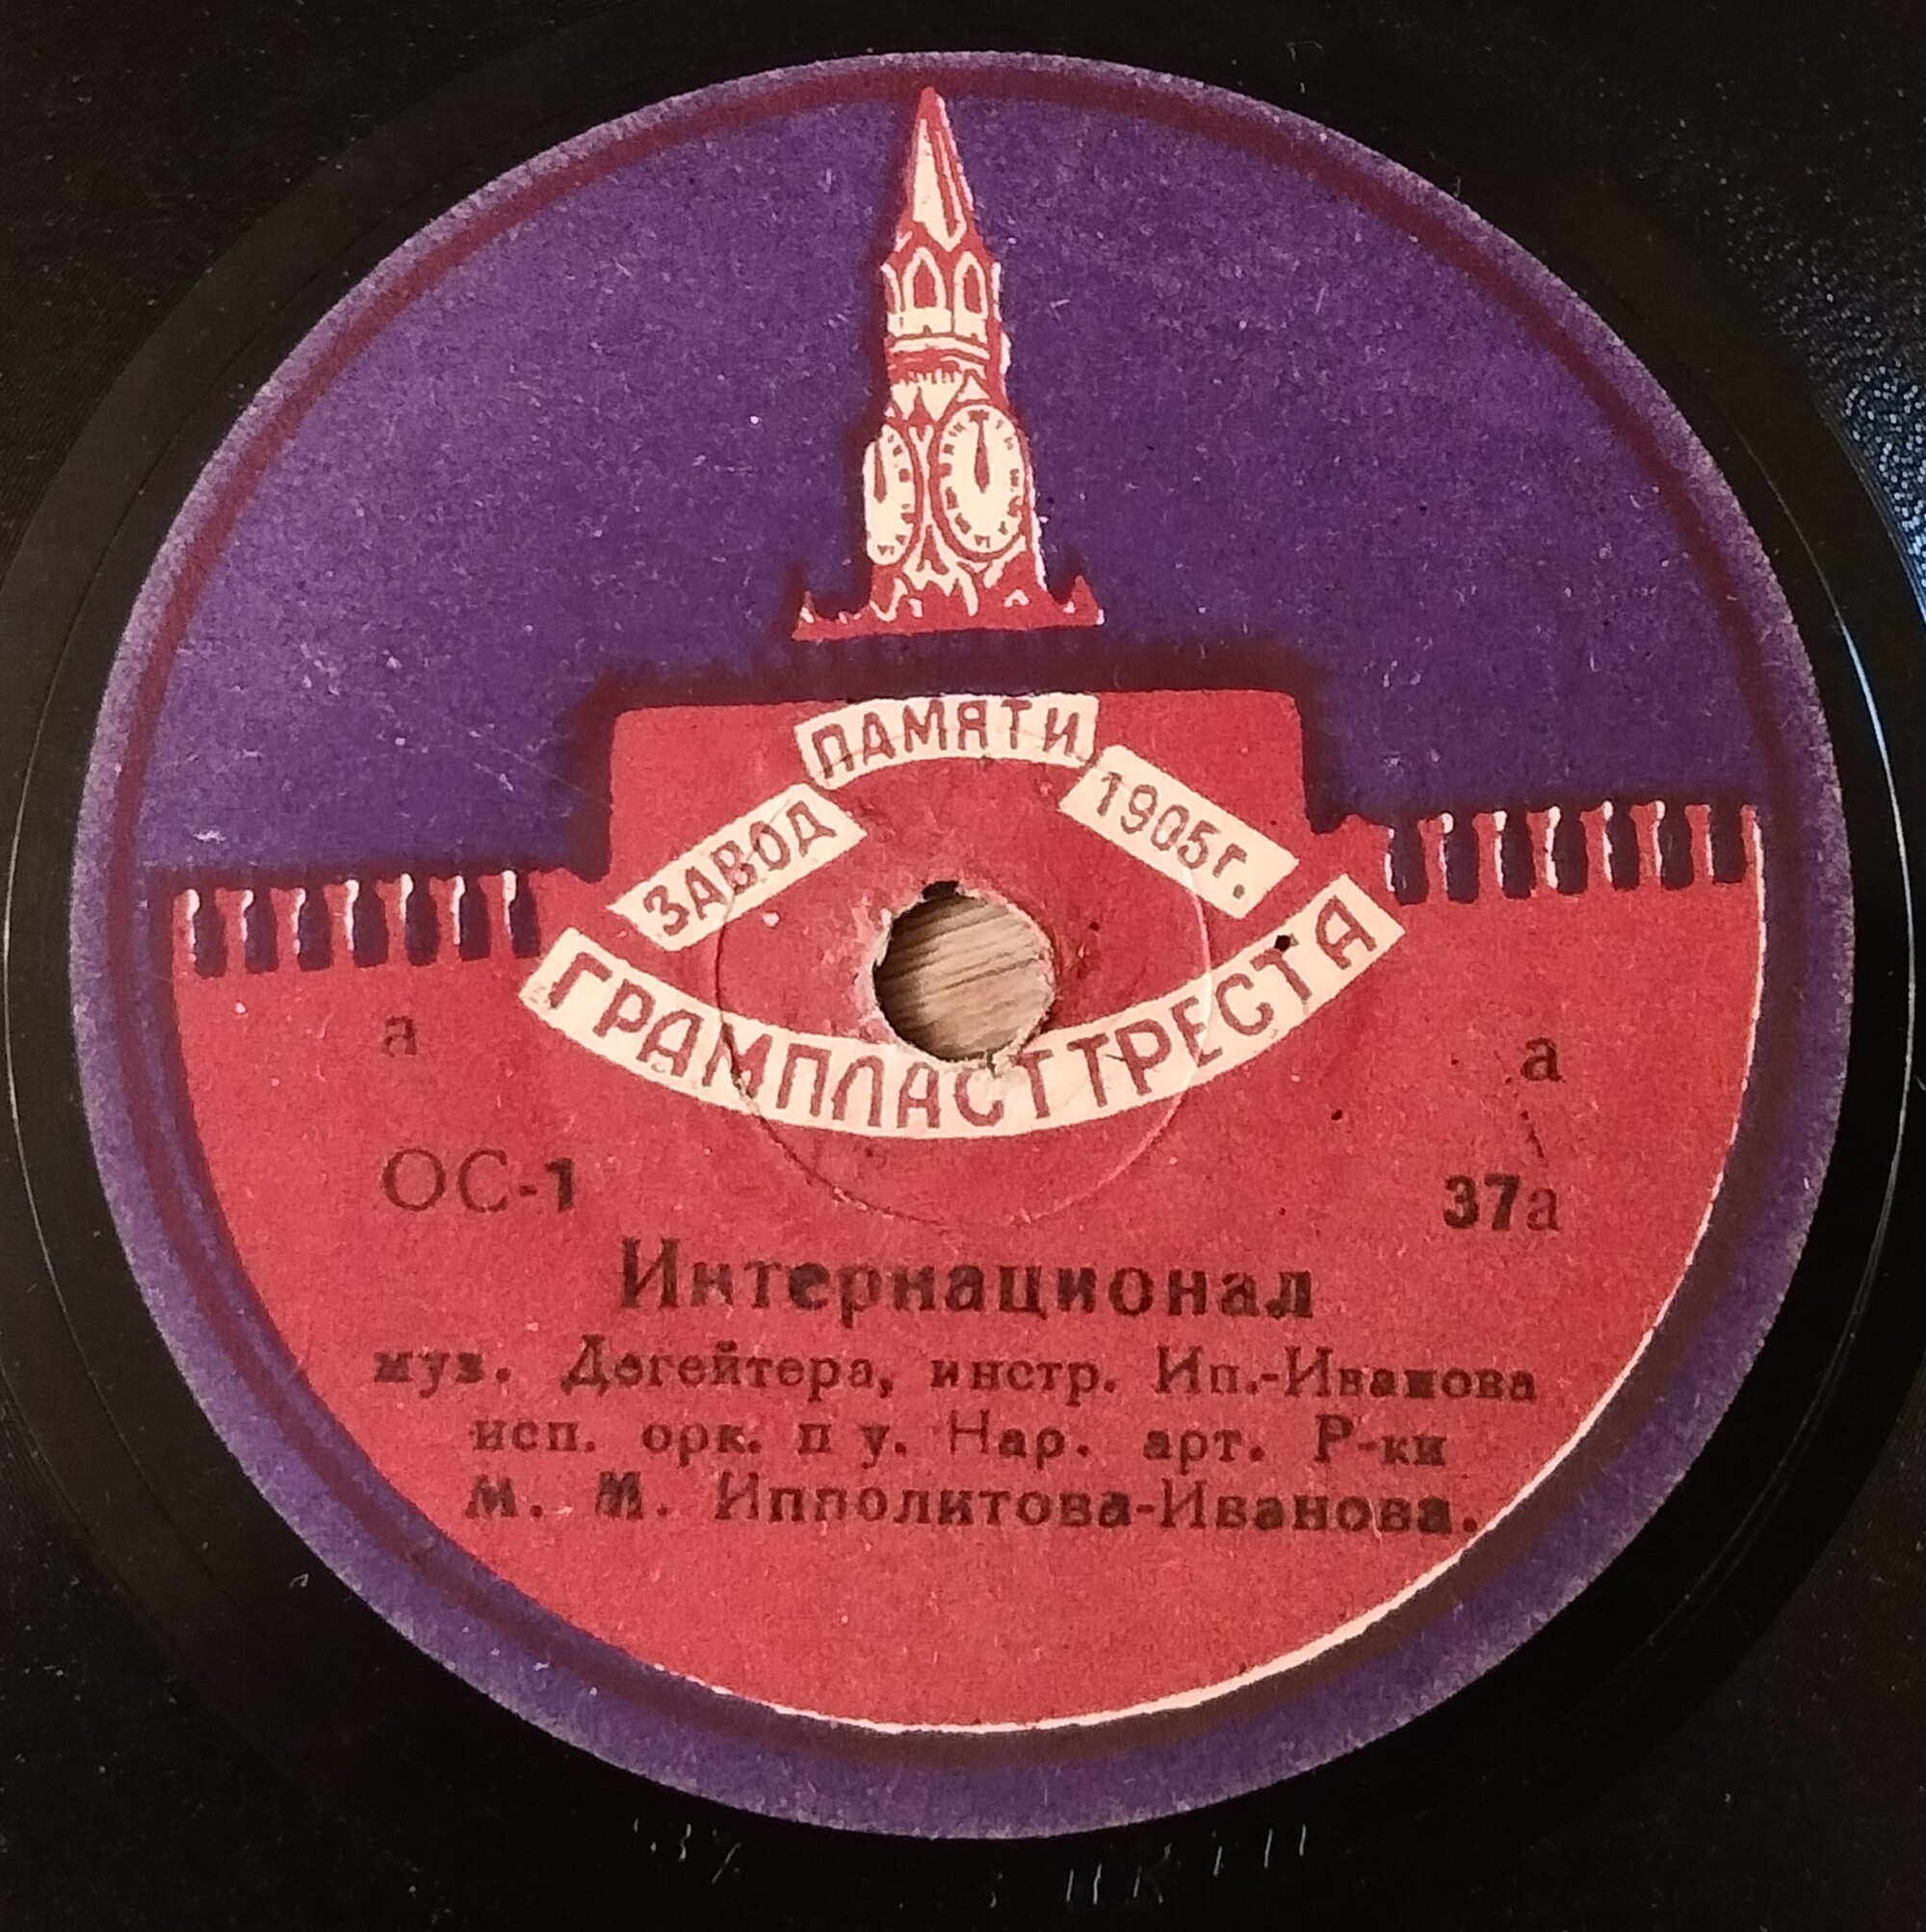 ЗАВОД ПАМЯТИ 1905г.
ГРАМПЛАСТТРЕСТА
а а
ОС-1 37а
Интернационал
муз. Дегейтера, инстр. Ип.-Иванова
исп. орк. п у. Нар. арт. Р-ки
М. М. Ипполитова-Иванова.
37